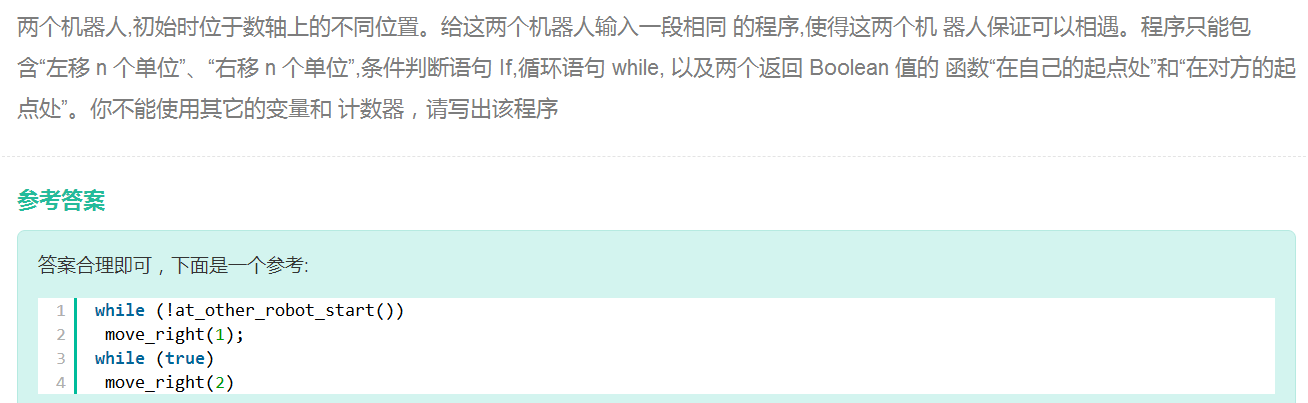 两个机器人,初始时位于数轴上的不同位置。给这两个机器人输入一段相同 的程序,使得这两个机 器人保证可以相遇。程序只能包
含“左移 n 个单位”、“右移 n 个单位”,条件判断语句 If,循环语句 while, 以及两个返回 Boolean 值的 函数“在自己的起点处”和“在对方的起
点处”。你不能使用其它的变量和 计数器，请写出该程序
参考答案
答案合理即可，下面是一个参考:
1 while (!at_other_robot_start())
2 move_right(1);
3 while (true)
4 move_right(2)